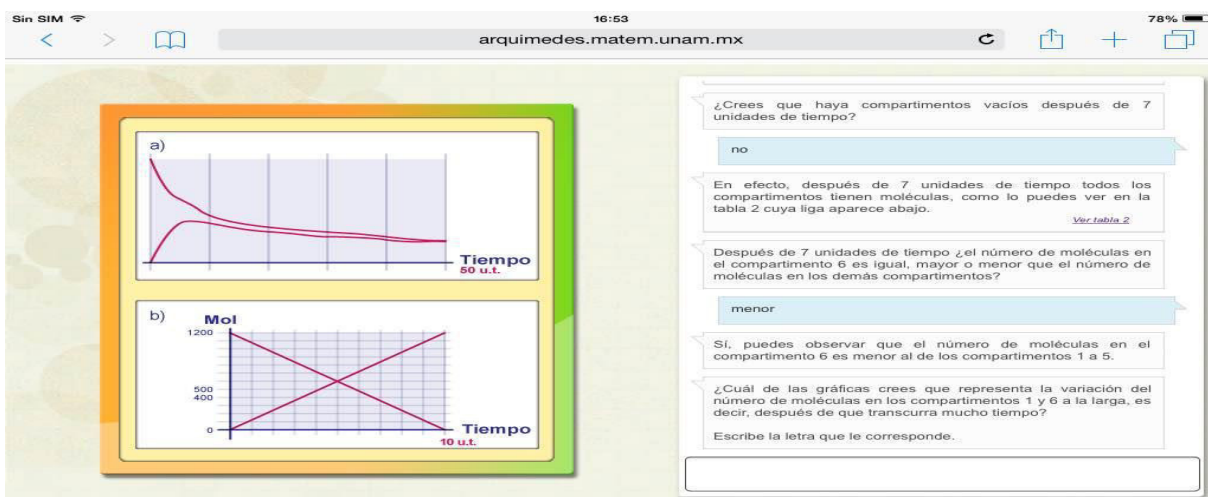 Sin SIM 16:53 78%
arquimedes.matem.unam.mx
a)
Tiempo
50 u.t.
b)
Mol
1200
500
400
0
Tiempo
10 u.t.
¿Crees que haya compartimentos vacíos después de 7
unidades de tiempo?
no
En efecto, después de 7 unidades de tiempo todos los
compartimentos tienen moléculas, como lo puedes ver en la
tabla 2 cuya liga aparece abajo.
Ver tabla 2
Después de 7 unidades de tiempo ¿el número de moléculas en
el compartimento 6 es igual, mayor o menor que el número de
moléculas en los demás compartimentos?
menor
Sí, puedes observar que el número de moléculas en el
compartimento 6 es menor al de los compartimentos 1 a 5.
¿Cuál de las gráficas crees que representa la variación del
número de moléculas en los compartimentos 1 y 6 a la larga, es
decir, después de que transcurra mucho tiempo?
Escribe la letra que le corresponde.